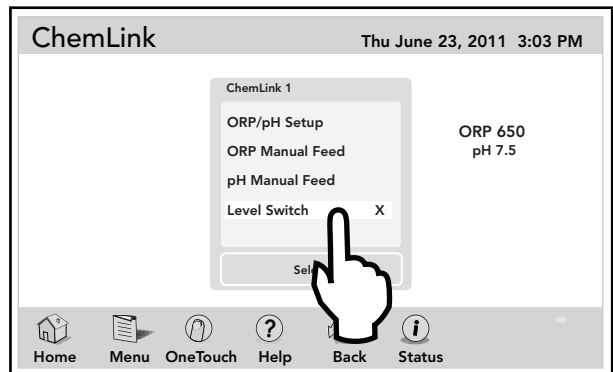 ChemLink
Thu June 23, 2011 3:03 PM
ChemLink 1
ORP/pH Setup
ORP Manual Feed
pH Manual Feed
Level Switch X
ORP 650
pH 7.5
Home Menu OneTouch Help Back Status